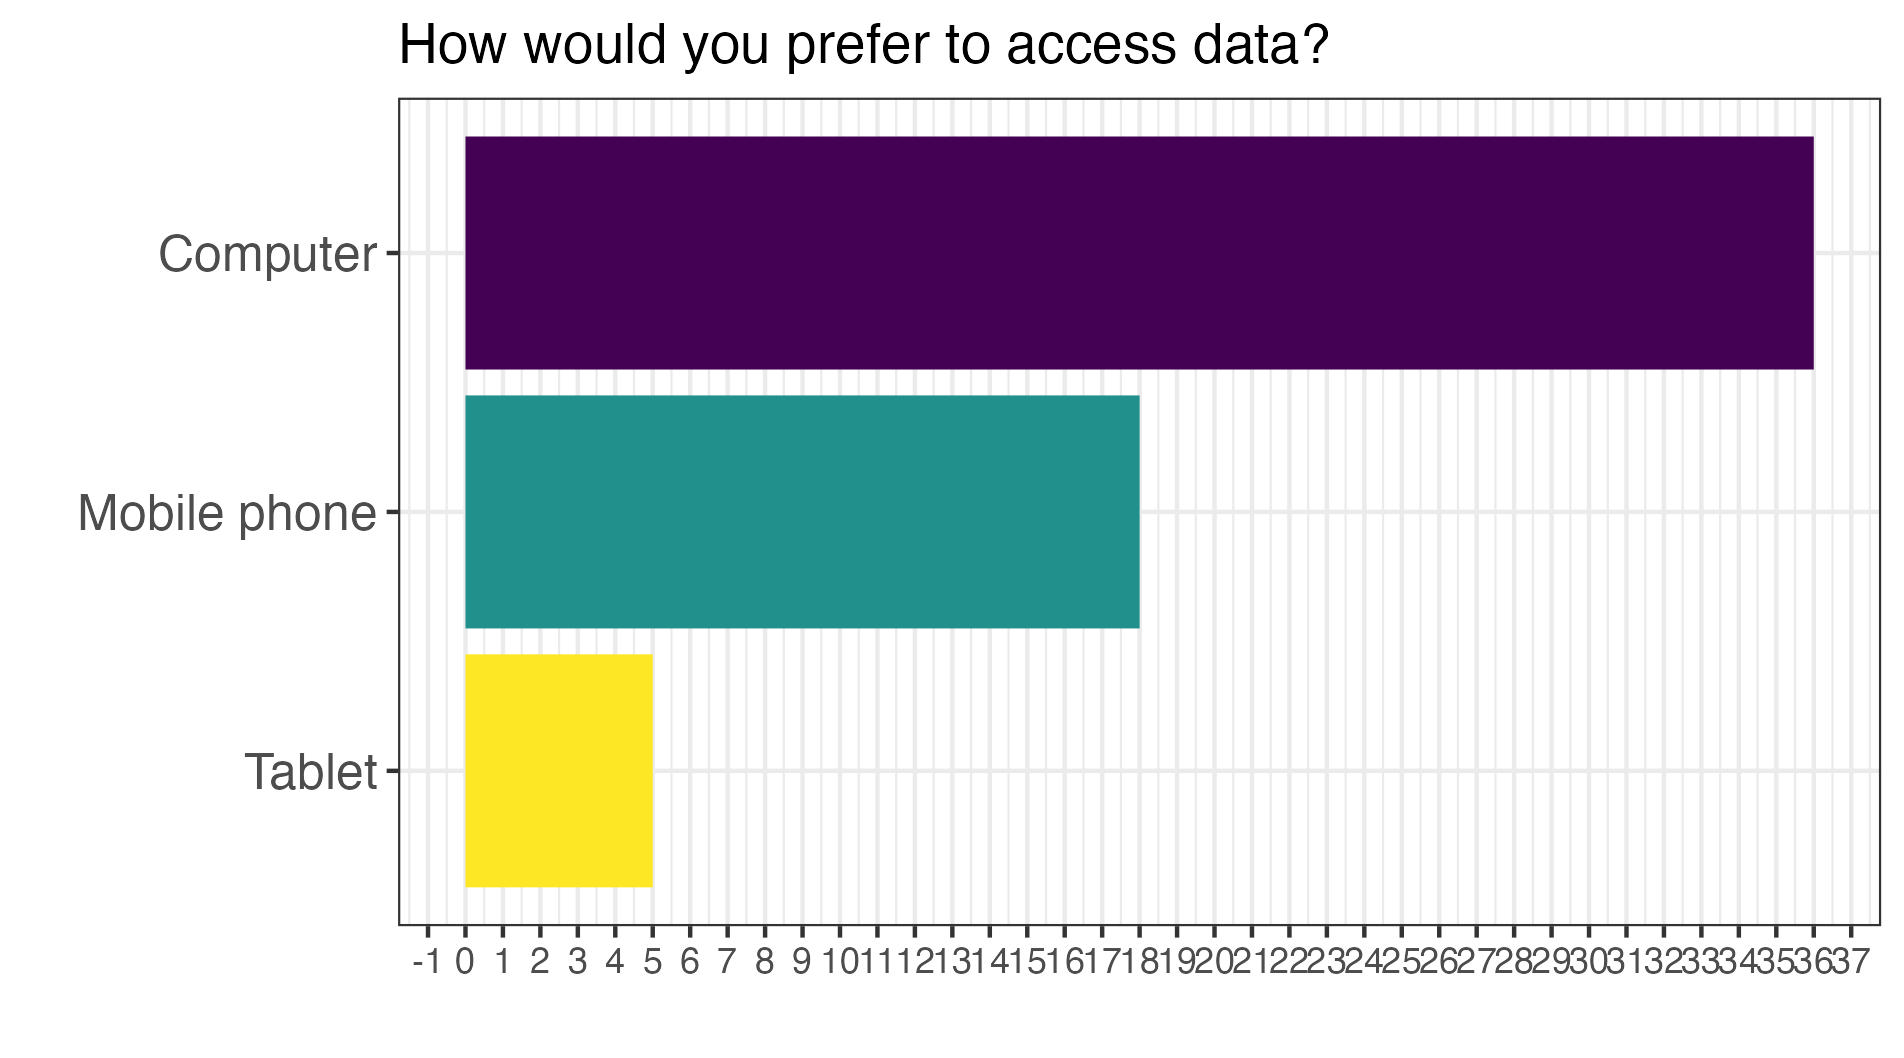 How would you prefer to access data?
Computer
Mobile phone
Tablet
-1 0 1 2 3 4 5 6 7 8 9 10 11 12 13 14 15 16 17 18 19 20 21 22 23 24 25 26 27 28 29 30 31 32 33 34 35 36 37